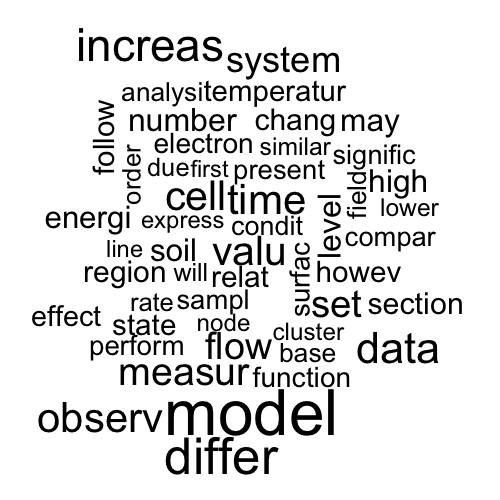 increas system
analysi temperatur
follow number chang may
electron similar signific
order due first present
field high
cell time level lower
energi express condit
compar
line soil valu surfac
region will relat howev
rate sampl set section
effect state node
cluster
perform flow base data
measur function
observ model
differ